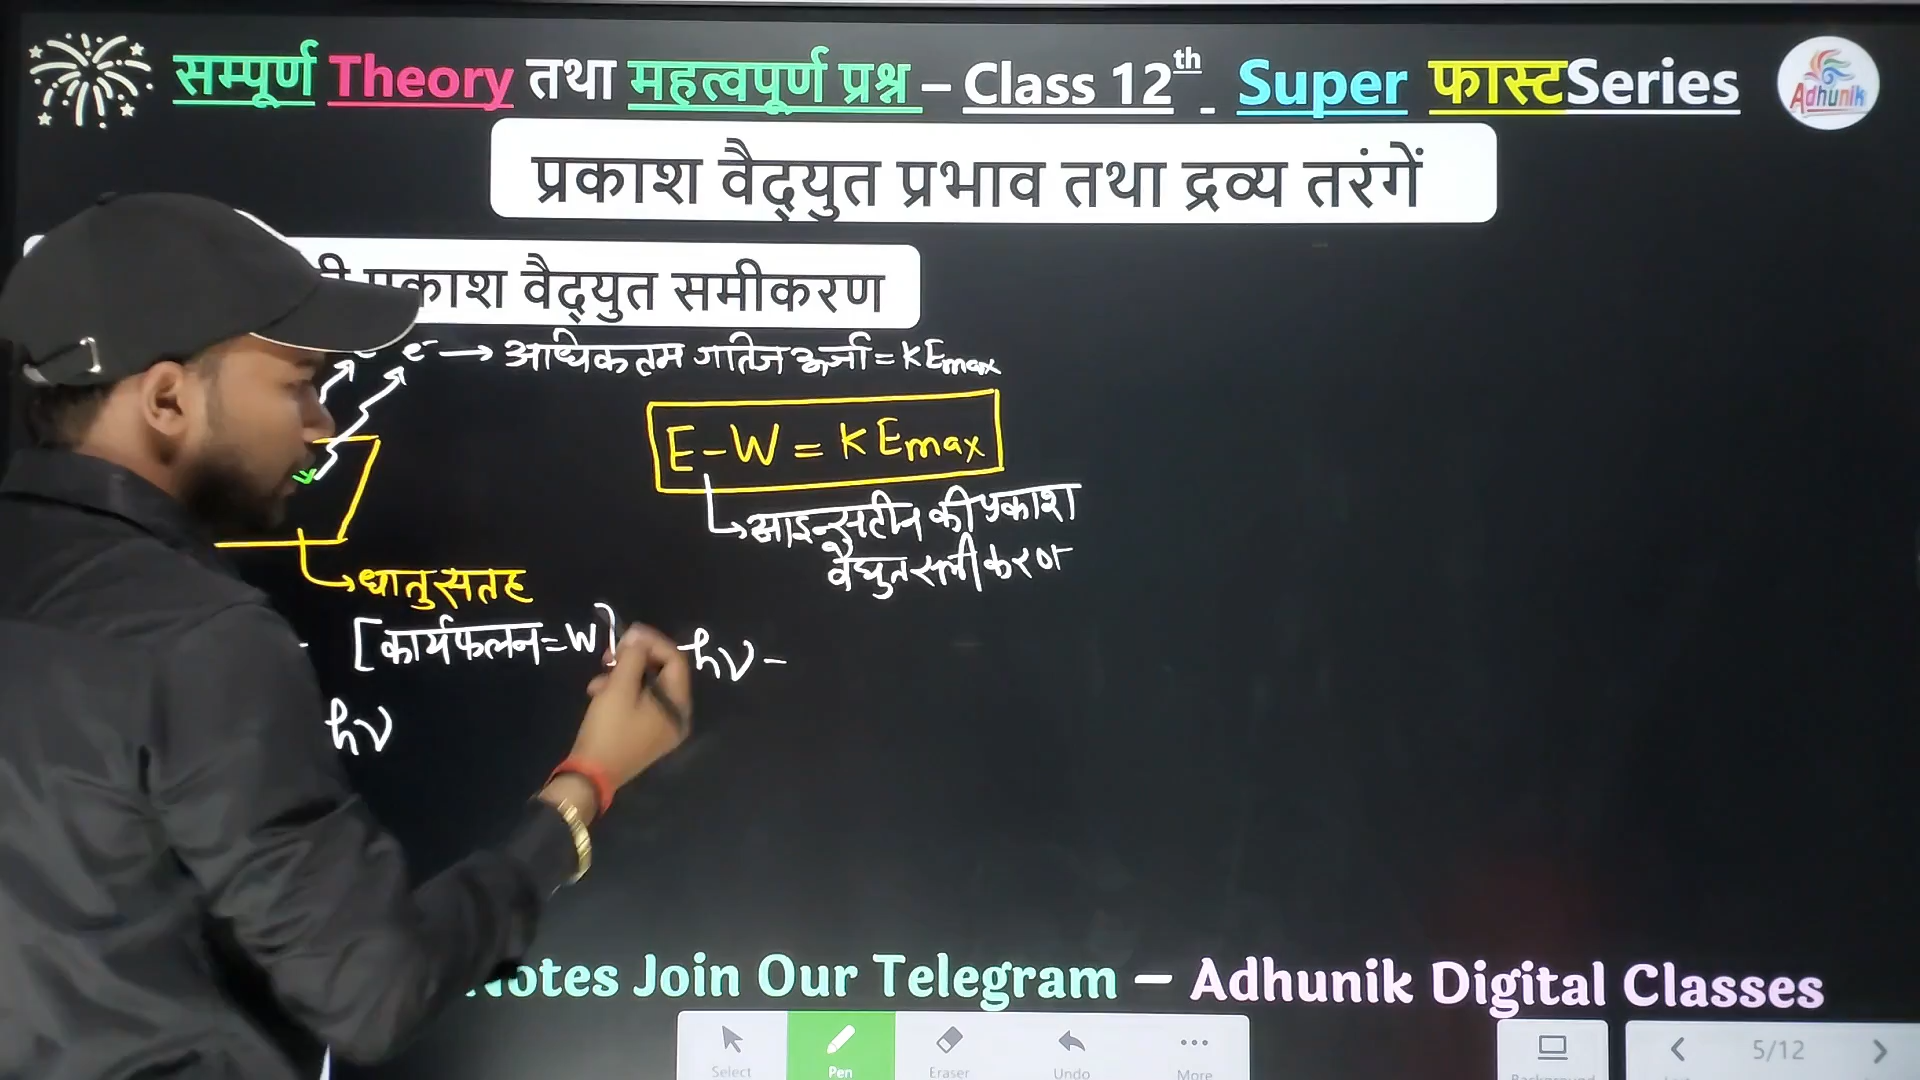 सम्पूर्ण Theory तथा महत्वपूर्ण प्रश्न – Class 12th - Super फास्टSeries
Adhunik
प्रकाश वैद्युत प्रभाव तथा द्रव्य तरंगें
प्रकाश वैद्युत समीकरण
e⁻ → अधिकतम गतिज ऊर्जा = KEmax
E – W = KEmax
आइन्सटीन की प्रकाश
धातु सतह
[कार्यफलन = W]
hν –
hν
Notes Join Our Telegram – Adhunik Digital Classes
Select Pen Eraser Undo More
5/12